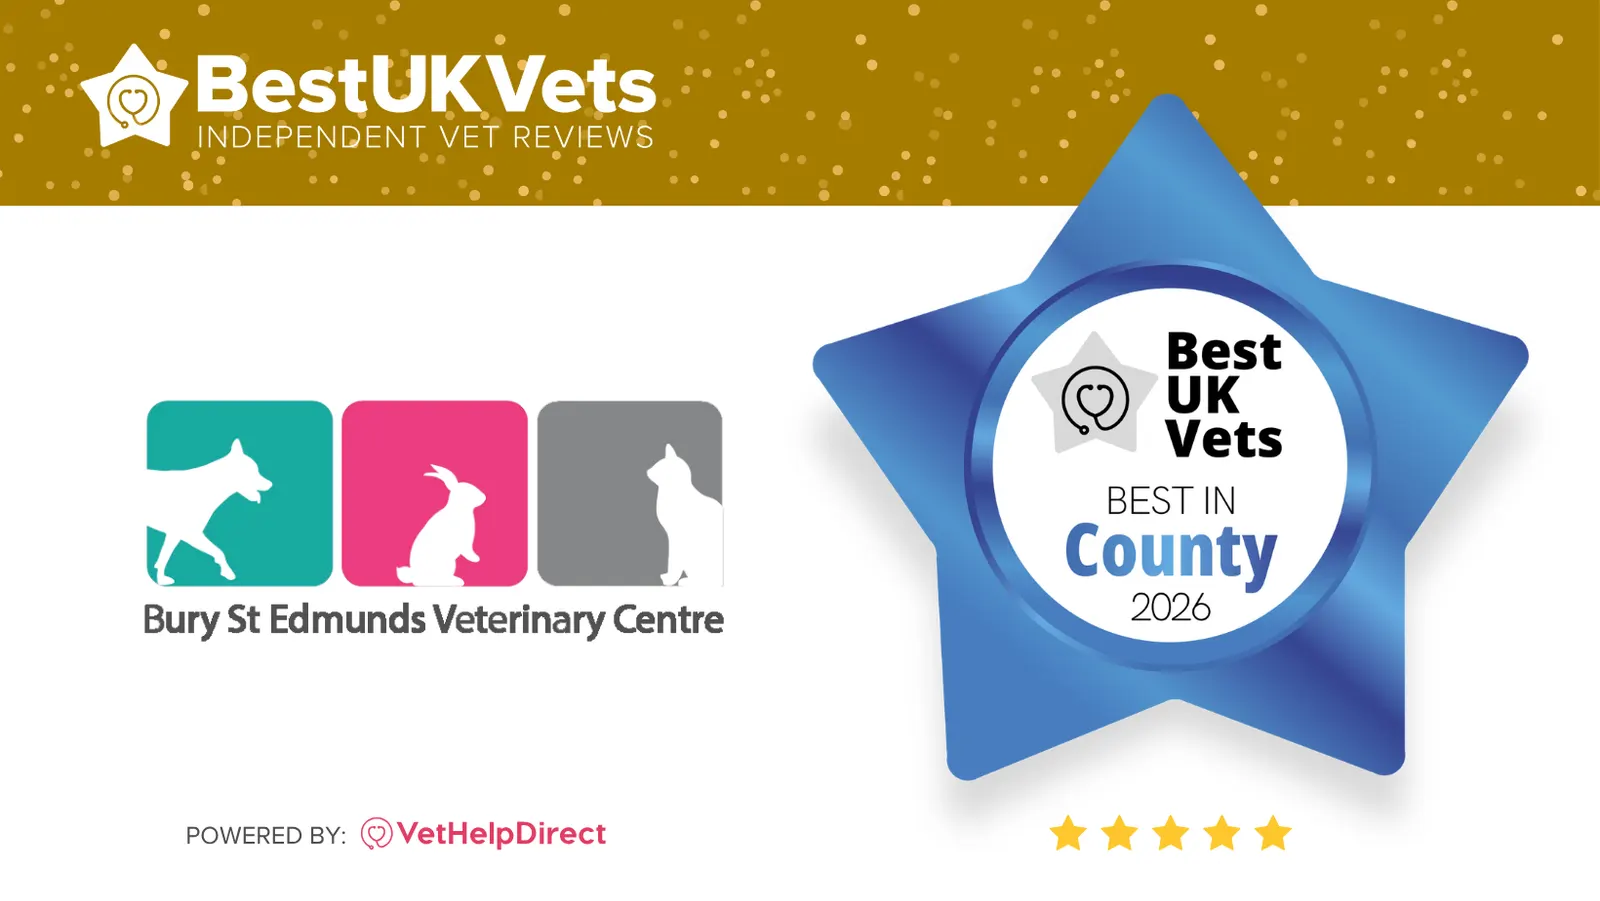 BestUKVets
INDEPENDENT VET REVIEWS
Best
UK
Vets
BEST IN
County
2026
Bury St Edmunds Veterinary Centre
POWERED BY: VetHelpDirect